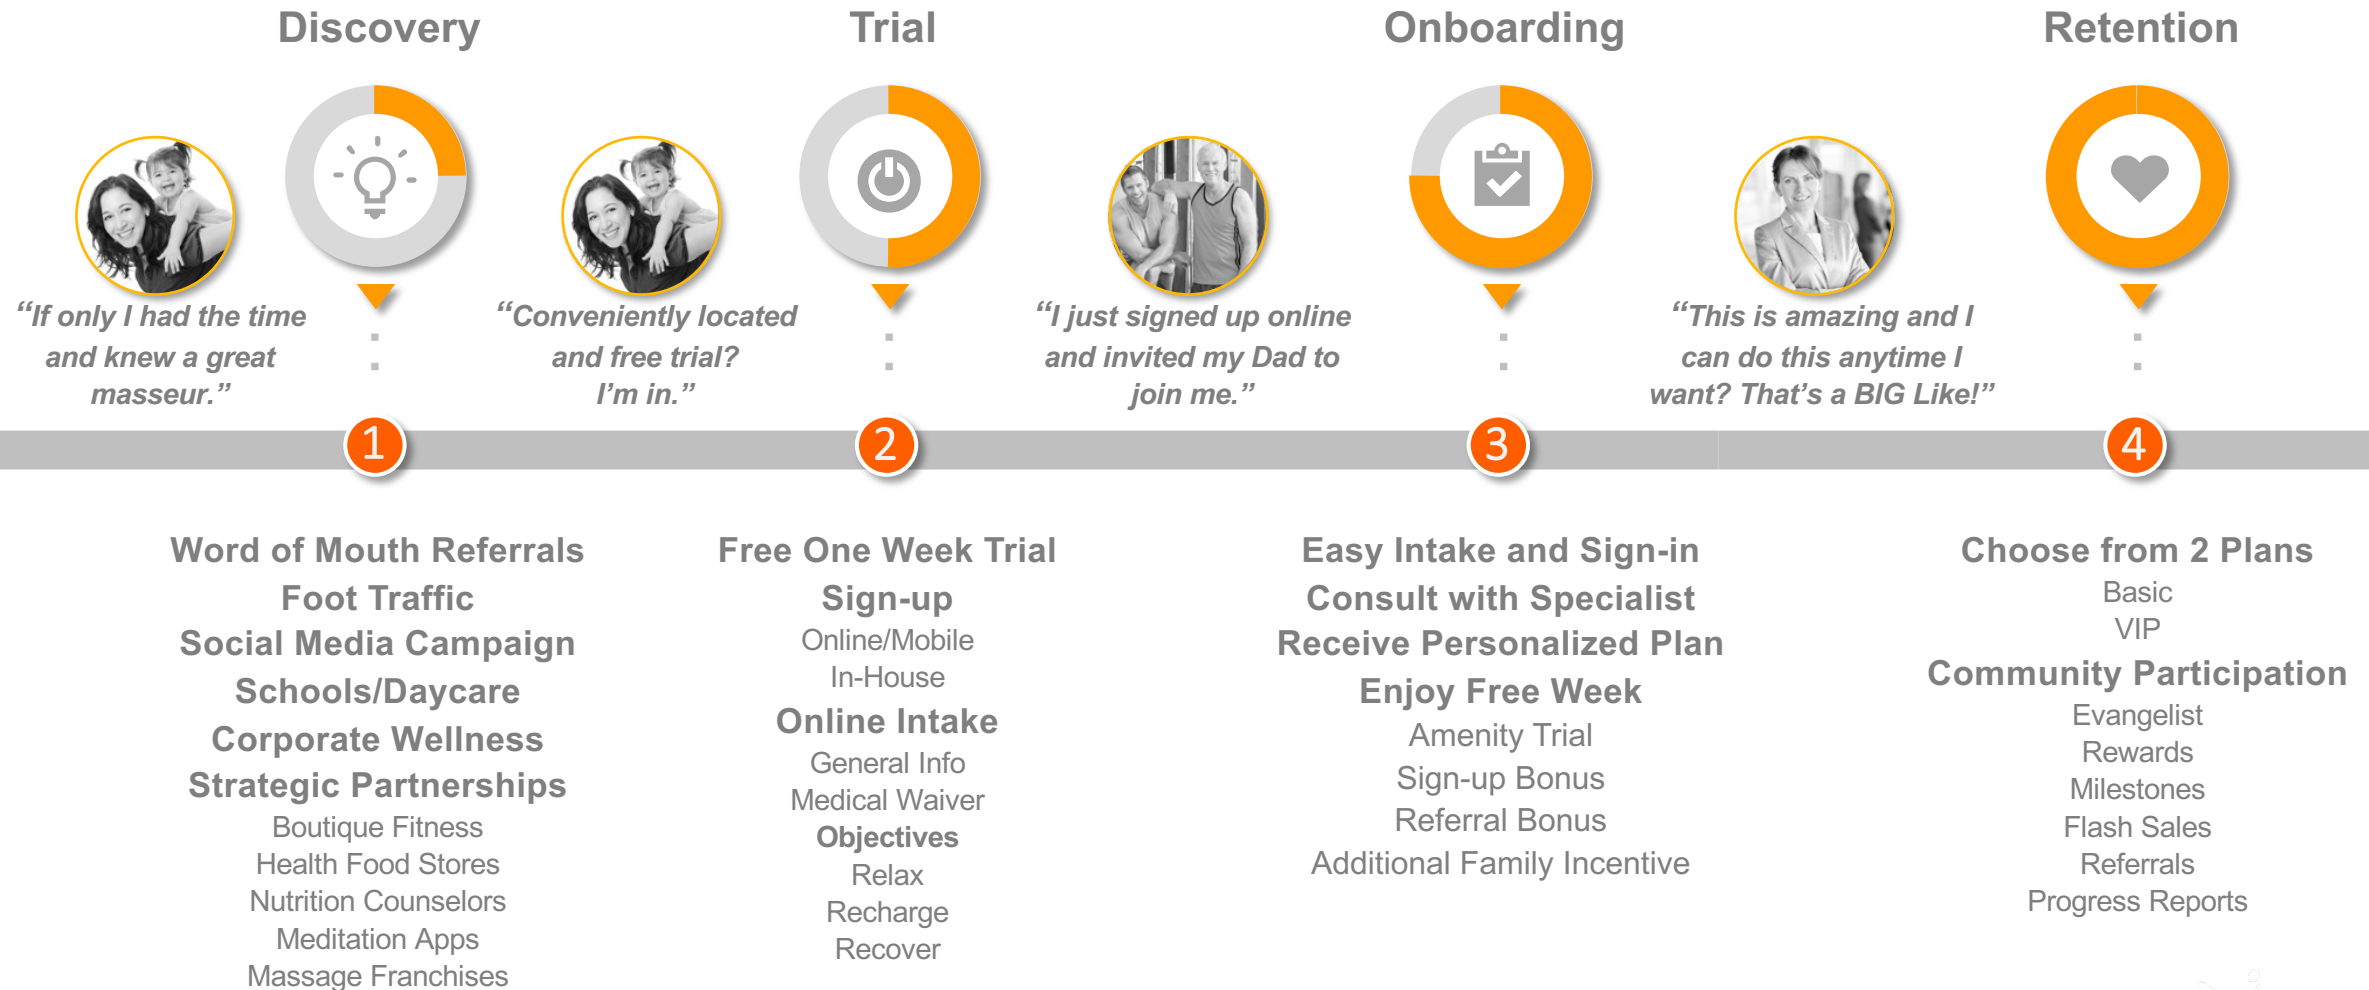 Discovery
Trial
Onboarding
Retention
“If only I had the time
and knew a great
masseur.”
“Conveniently located
and free trial?
I’m in.”
“I just signed up online
and invited my Dad to
join me.”
“This is amazing and I
can do this anytime I
want? That’s a BIG Like!”
1
2
3
4
Word of Mouth Referrals
Foot Traffic
Social Media Campaign
Schools/Daycare
Corporate Wellness
Strategic Partnerships
Boutique Fitness
Health Food Stores
Nutrition Counselors
Meditation Apps
Massage Franchises
Free One Week Trial
Sign-up
Online/Mobile
In-House
Online Intake
General Info
Medical Waiver
Objectives
Relax
Recharge
Recover
Easy Intake and Sign-in
Consult with Specialist
Receive Personalized Plan
Enjoy Free Week
Amenity Trial
Sign-up Bonus
Referral Bonus
Additional Family Incentive
Choose from 2 Plans
Basic
VIP
Community Participation
Evangelist
Rewards
Milestones
Flash Sales
Referrals
Progress Reports